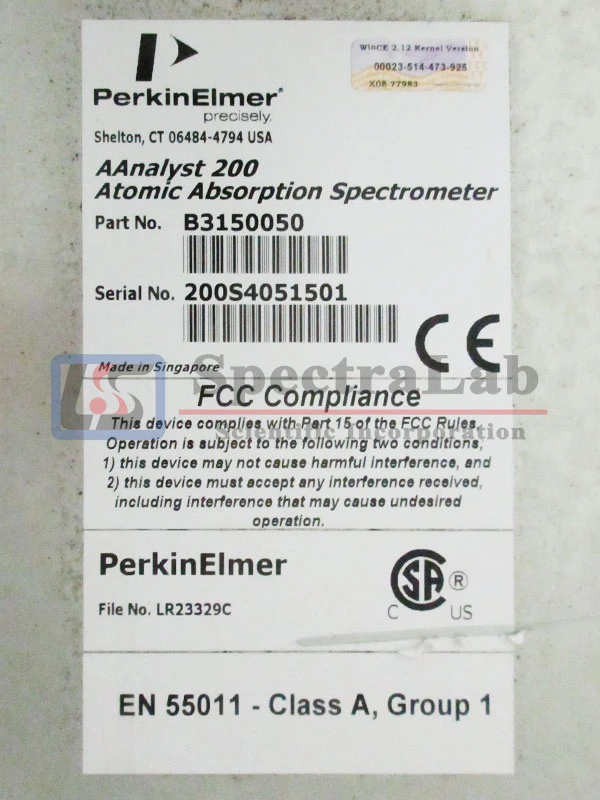 WinCE 2.12 Kernel Version
00023-514-473-925
X08-77983
PerkinElmer®
precisely.
Shelton, CT 06484-4794 USA
AAnalyst 200
Atomic Absorption Spectrometer
Part No. B3150050
Serial No. 200S4051501
CE
Made in Singapore
SpectraLab
Scientific Incorporation
FCC Compliance
This device complies with Part 15 of the FCC Rules.
Operation is subject to the following two conditions;
1) this device may not cause harmful interference, and
2) this device must accept any interference received,
including interference that may cause undesired
operation.
PerkinElmer
File No. LR23329C
CSA ®
C US
EN 55011 - Class A, Group 1